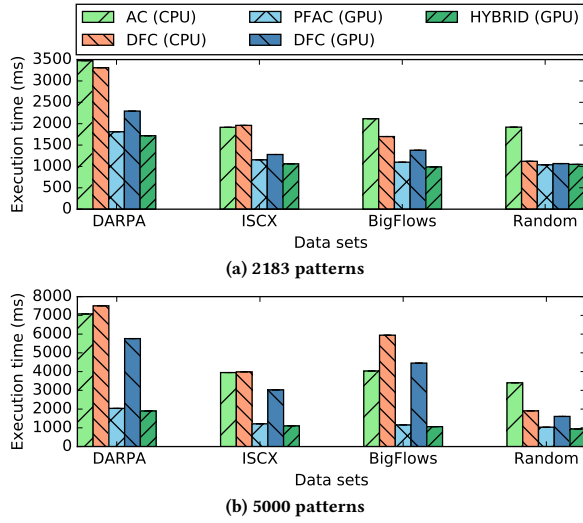 AC (CPU) PFAC (GPU) HYBRID (GPU)
DFC (CPU) DFC (GPU)
Execution time (ms)
3500
3000
2500
2000
1500
1000
500
0
DARPA ISCX BigFlows Random
Data sets
(a) 2183 patterns
Execution time (ms)
8000
7000
6000
5000
4000
3000
2000
1000
0
DARPA ISCX BigFlows Random
Data sets
(b) 5000 patterns